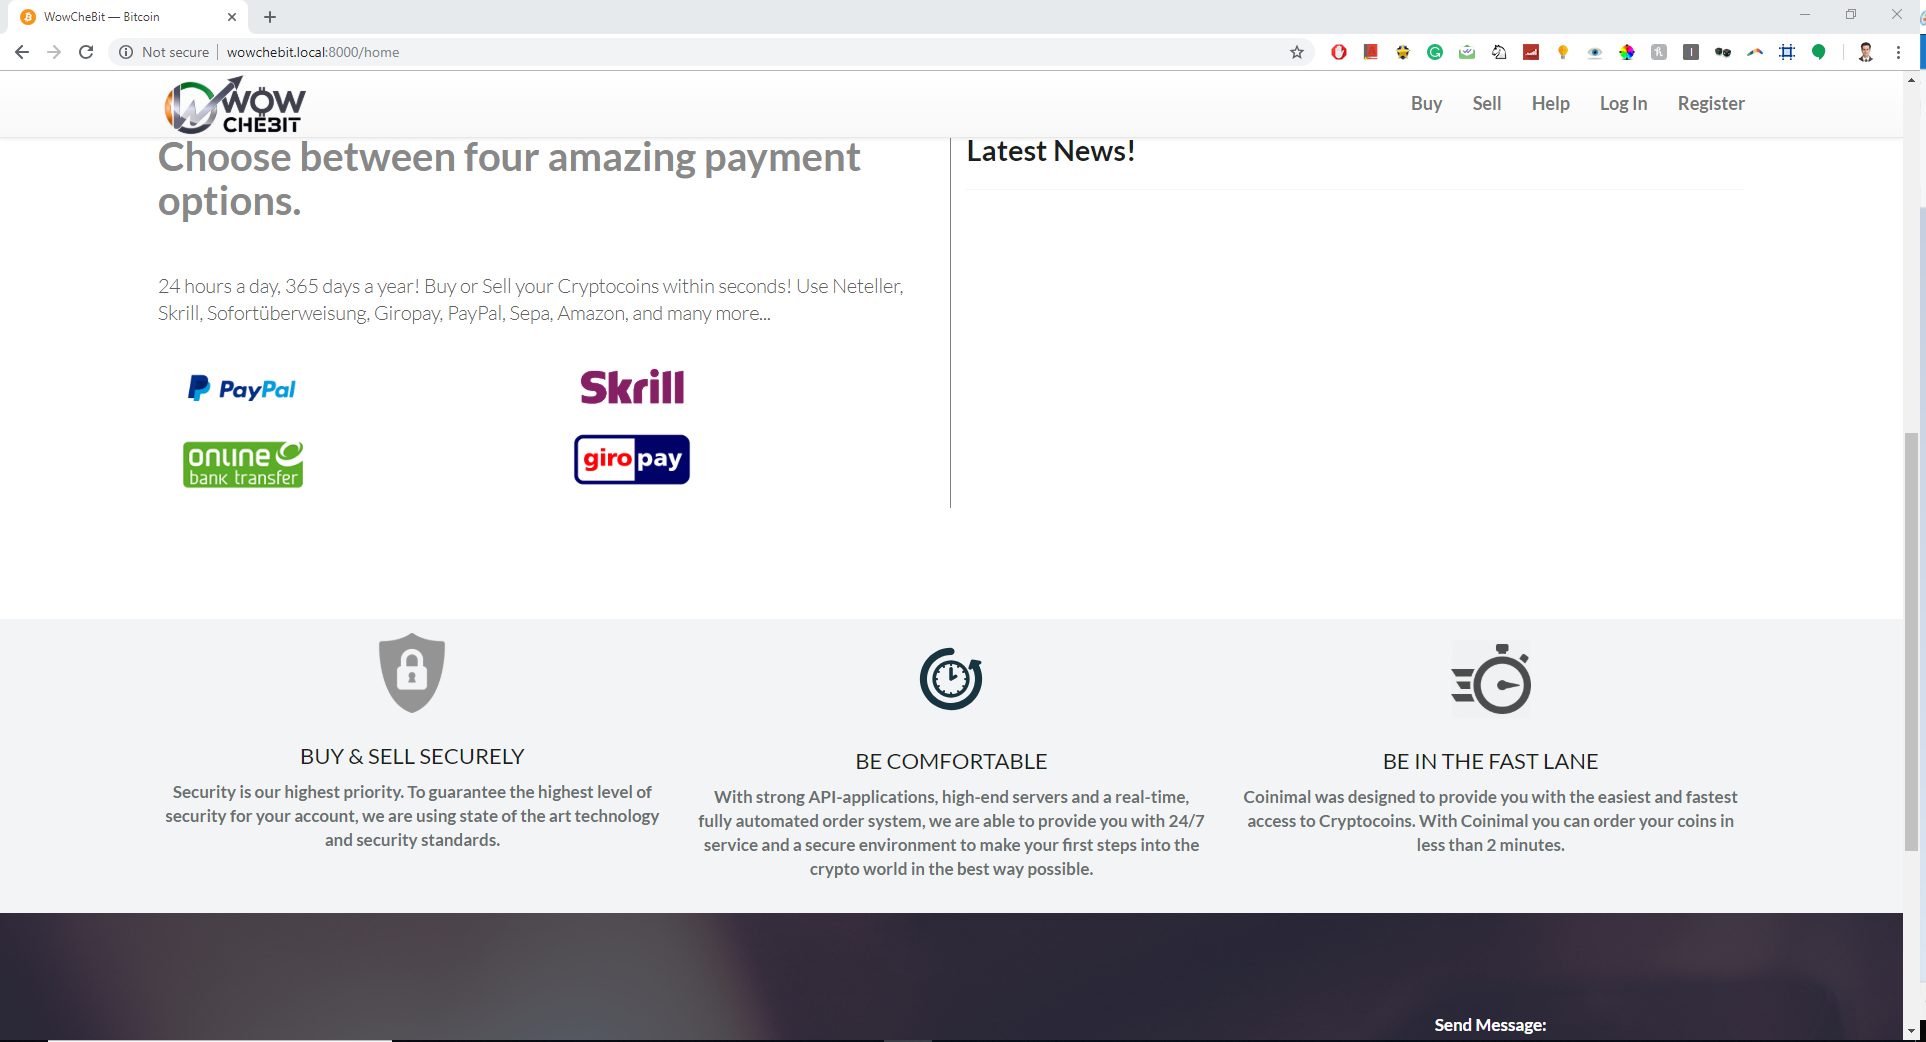 WowCheBit — Bitcoin
Not secure
wowchebit.local:8000/home
WOW
CHEBIT
Buy
Sell
Help
Log In
Register
Choose between four amazing payment
options.
24 hours a day, 365 days a year! Buy or Sell your Cryptocoins within seconds! Use Neteller,
Skrill, Sofortüberweisung, Giropay, PayPal, Sepa, Amazon, and many more...
PayPal
Skrill
online
bank transfer
giropay
Latest News!
BUY & SELL SECURELY
Security is our highest priority. To guarantee the highest level of
security for your account, we are using state of the art technology
and security standards.
BE COMFORTABLE
With strong API-applications, high-end servers and a real-time,
fully automated order system, we are able to provide you with 24/7
service and a secure environment to make your first steps into the
crypto world in the best way possible.
BE IN THE FAST LANE
Coinimal was designed to provide you with the easiest and fastest
access to Cryptocoins. With Coinimal you can order your coins in
less than 2 minutes.
Send Message: